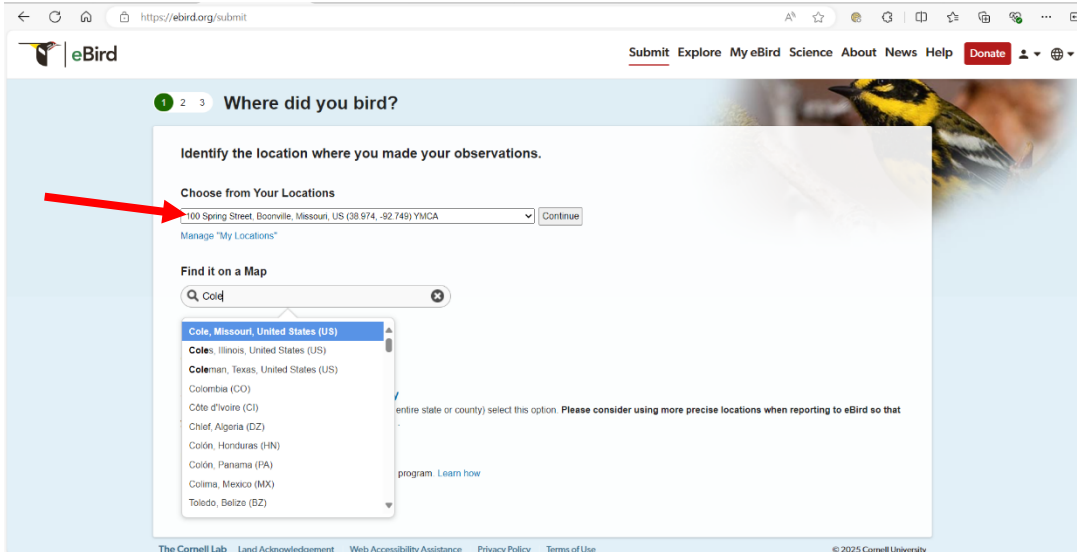 https://ebird.org/submit
eBird
Submit Explore My eBird Science About News Help Donate
1 2 3 Where did you bird?
Identify the location where you made your observations.
Choose from Your Locations
100 Spring Street, Boonville, Missouri, US (38.974, -92.749) YMCA
Continue
Manage "My Locations"
Find it on a Map
Cole
Cole, Missouri, United States (US)
Coles, Illinois, United States (US)
Coleman, Texas, United States (US)
Colombia (CO)
Côte d'Ivoire (CI)
entire state or county) select this option. Please consider using more precise locations when reporting to eBird so that
Chlef, Algeria (DZ)
Colón, Honduras (HN)
Colón, Panama (PA)
program. Learn how
Colima, Mexico (MX)
Toledo, Belize (BZ)
The Cornell Lab Land Acknowledgement Web Accessibility Assistance Privacy Policy Terms of Use © 2025 Cornell University